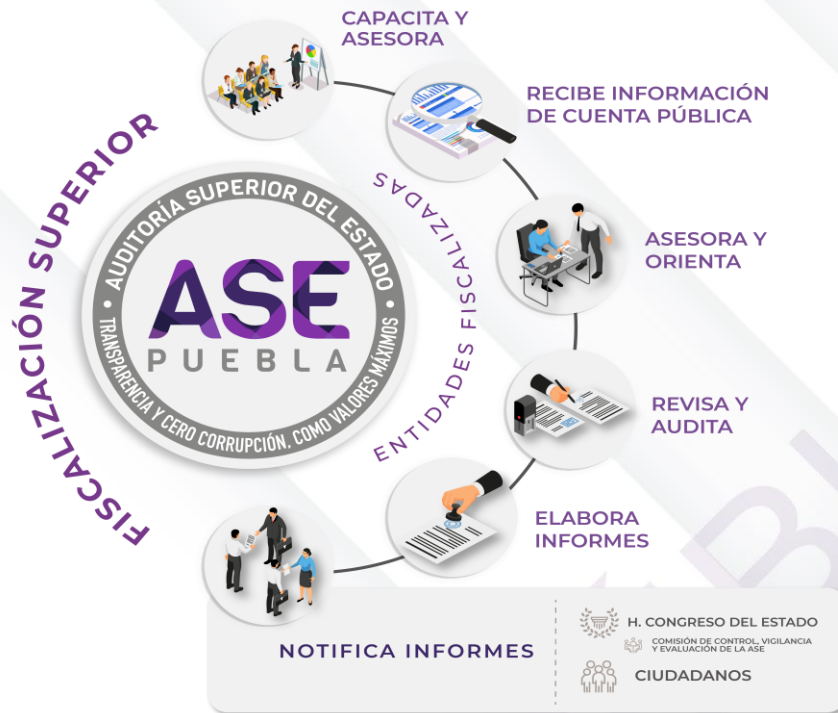 CAPACITA Y
ASESORA
RECIBE INFORMACIÓN
DE CUENTA PÚBLICA
FISCALIZACIÓN SUPERIOR
AUDITORÍA SUPERIOR DEL ESTADO
ASE
PUEBLA
TRANSPARENCIA Y CERO CORRUPCIÓN, COMO VALORES MÁXIMOS
ENTIDADES FISCALIZADAS
ASESORA Y
ORIENTA
REVISA Y
AUDITA
ELABORA
INFORMES
NOTIFICA INFORMES
H. CONGRESO DEL ESTADO
COMISIÓN DE CONTROL, VIGILANCIA
Y EVALUACIÓN DE LA ASE
CIUDADANOS